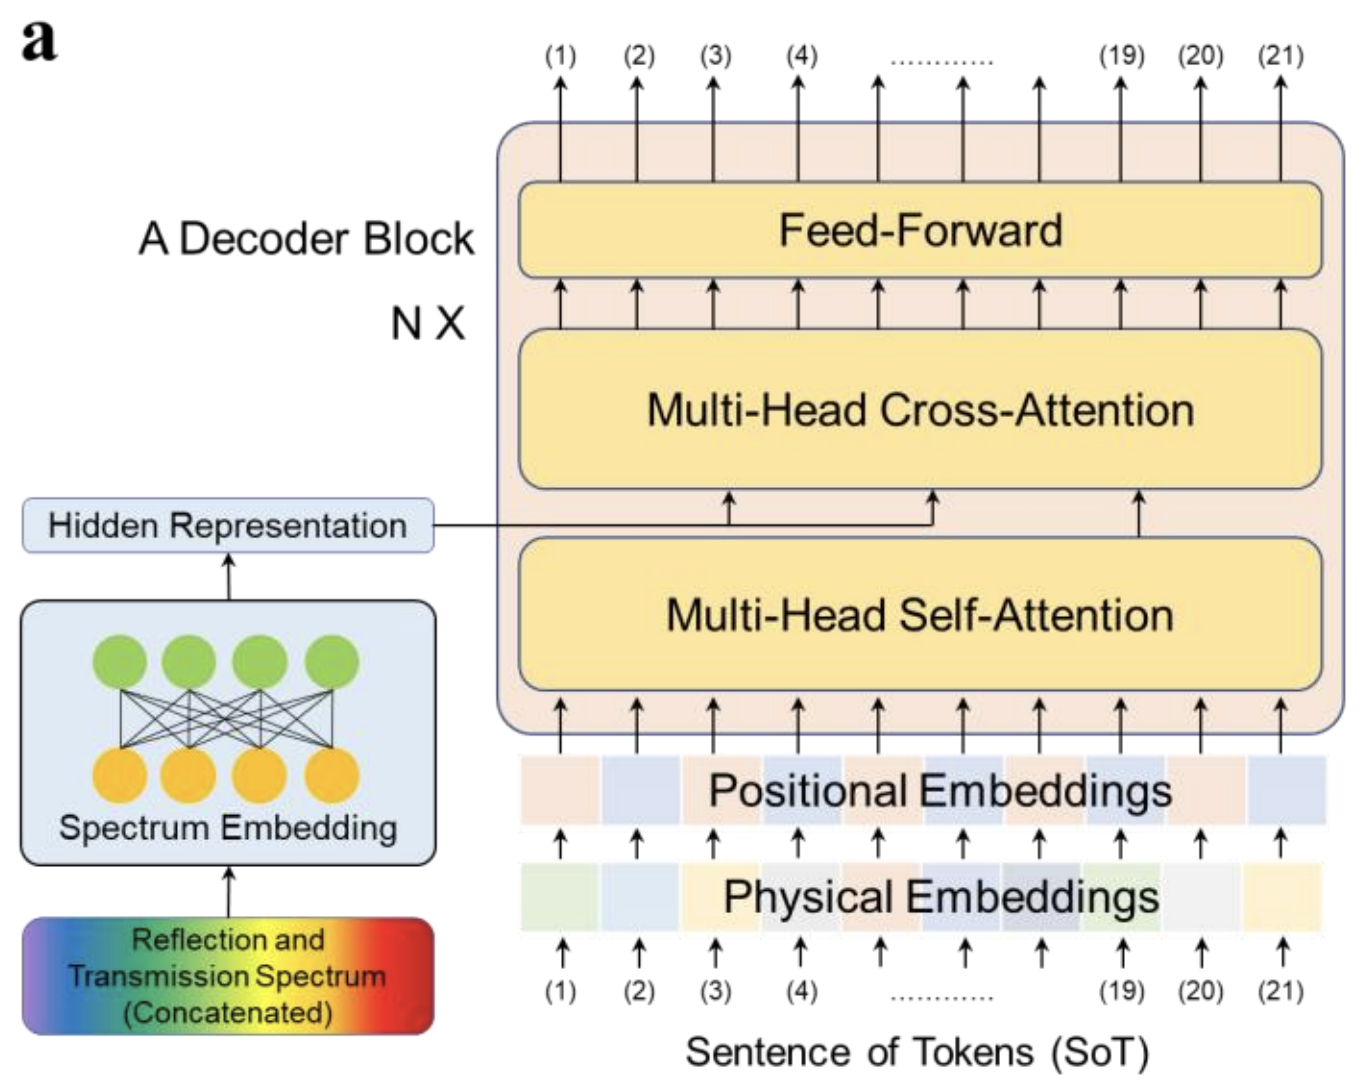 a
(1) (2) (3) (4) ............. (19) (20) (21)
Feed-Forward
A Decoder Block
N X
Multi-Head Cross-Attention
Hidden Representation
Multi-Head Self-Attention
Spectrum Embedding
Positional Embeddings
Physical Embeddings
Reflection and
Transmission Spectrum
(Concatenated)
(1) (2) (3) (4) ............. (19) (20) (21)
Sentence of Tokens (SoT)